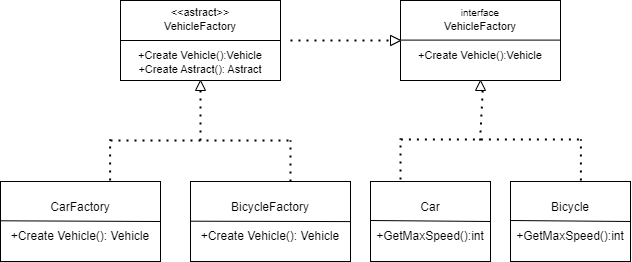 <<astract>>
VehicleFactory
+Create Vehicle():Vehicle
+Create Astract(): Astract
interface
VehicleFactory
+Create Vehicle():Vehicle
CarFactory
+Create Vehicle(): Vehicle
BicycleFactory
+Create Vehicle(): Vehicle
Car
+GetMaxSpeed():int
Bicycle
+GetMaxSpeed():int